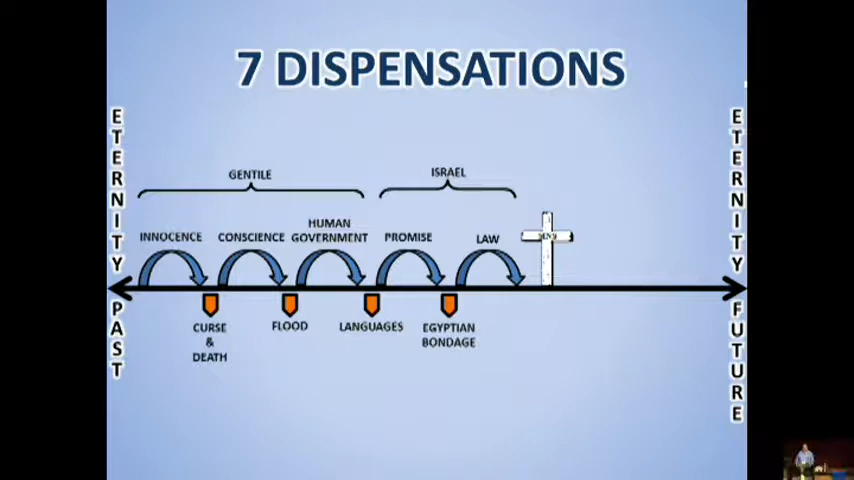 7 DISPENSATIONS
ETERNITY
ETERNITY
GENTILE
ISRAEL
HUMAN
INNOCENCE
CONSCIENCE
GOVERNMENT
PROMISE
LAW
PAST
FUTURE
CURSE
&
DEATH
FLOOD
LANGUAGES
EGYPTIAN
BONDAGE